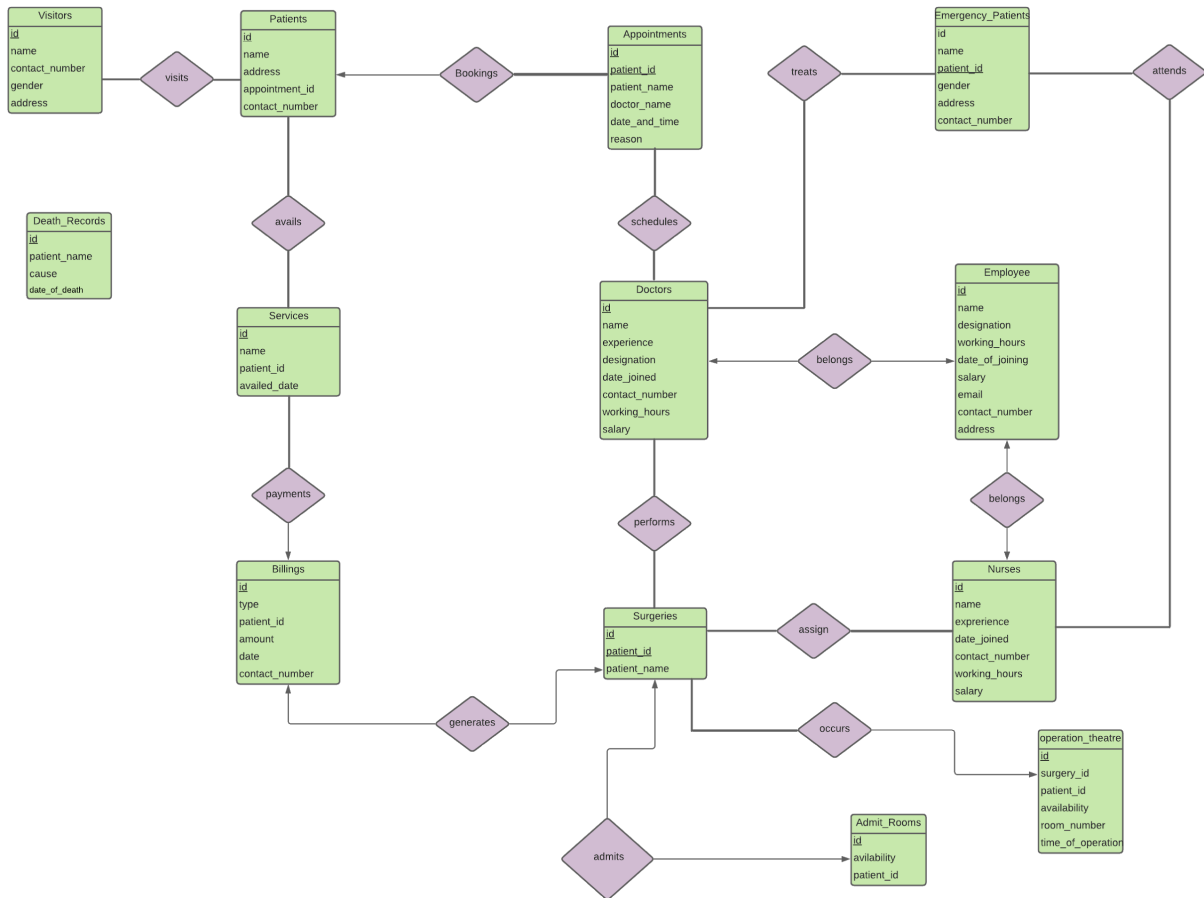 Visitors
id
name
contact_number
gender
address
visits
Patients
id
name
address
appointment_id
contact_number
Bookings
Appointments
id
patient_id
patient_name
doctor_name
date_and_time
reason
treats
Emergency_Patients
id
name
patient_id
gender
address
contact_number
attends
Death_Records
id
patient_name
cause
date_of_death
avails
schedules
Services
id
name
patient_id
availed_date
Doctors
id
name
experience
designation
date_joined
contact_number
working_hours
salary
belongs
Employee
id
name
designation
working_hours
date_of_joining
salary
email
contact_number
address
payments
performs
belongs
Billings
id
type
patient_id
amount
date
contact_number
Surgeries
id
patient_id
patient_name
assign
Nurses
id
name
exprerience
date_joined
contact_number
working_hours
salary
generates
occurs
operation_theatre
id
surgery_id
patient_id
availability
room_number
time_of_operation
admits
Admit_Rooms
id
avilability
patient_id